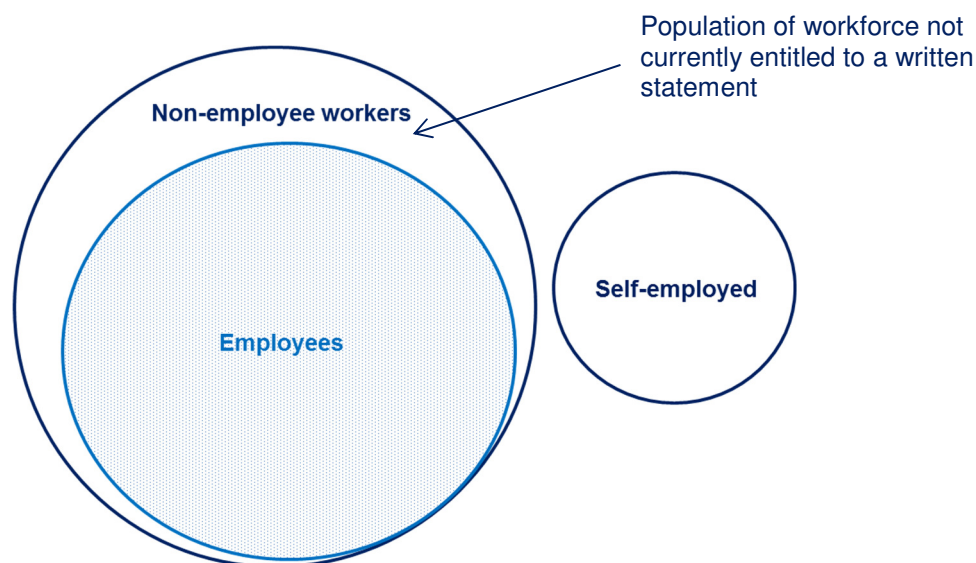 Population of workforce not
currently entitled to a written
statement
Non-employee workers
Self-employed
Employees